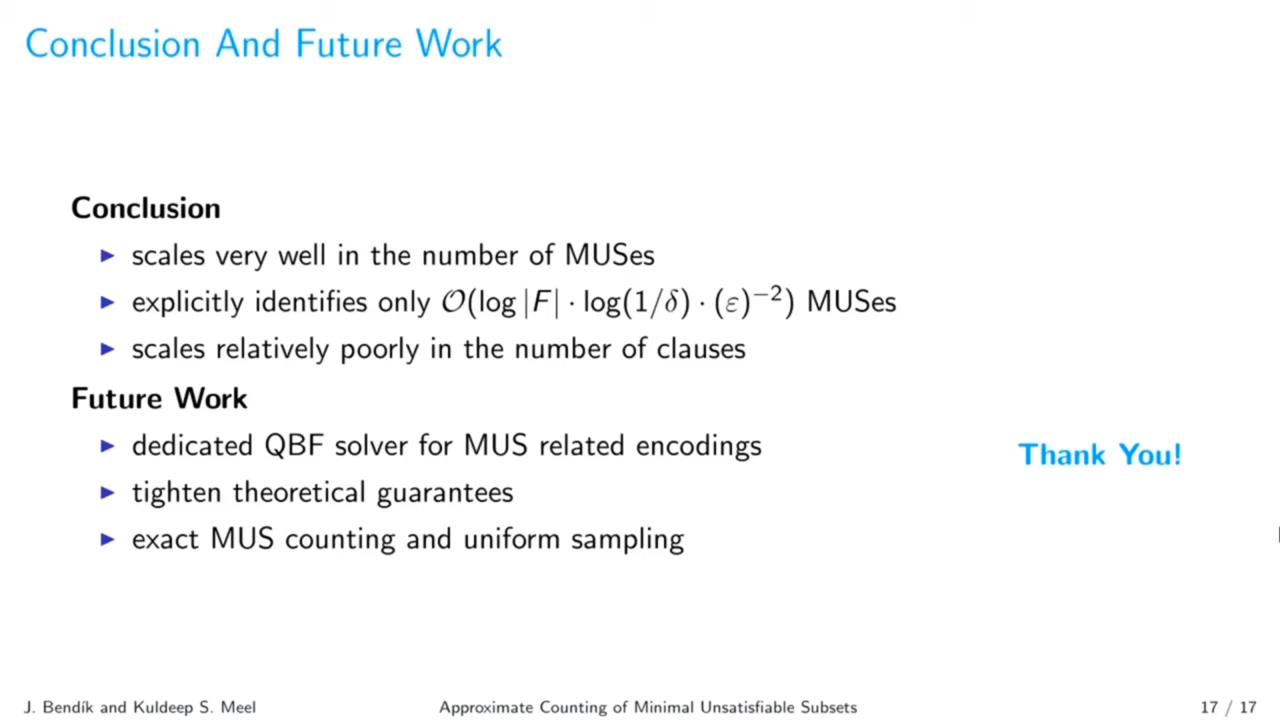 Conclusion And Future Work
Conclusion
▶ scales very well in the number of MUSes
▶ explicitly identifies only 𝒪(log |F| · log(1/δ) · (ε)⁻²) MUSes
▶ scales relatively poorly in the number of clauses
Future Work
▶ dedicated QBF solver for MUS related encodings
▶ tighten theoretical guarantees
▶ exact MUS counting and uniform sampling
Thank You!
J. Bendík and Kuldeep S. Meel
Approximate Counting of Minimal Unsatisfiable Subsets
17 / 17